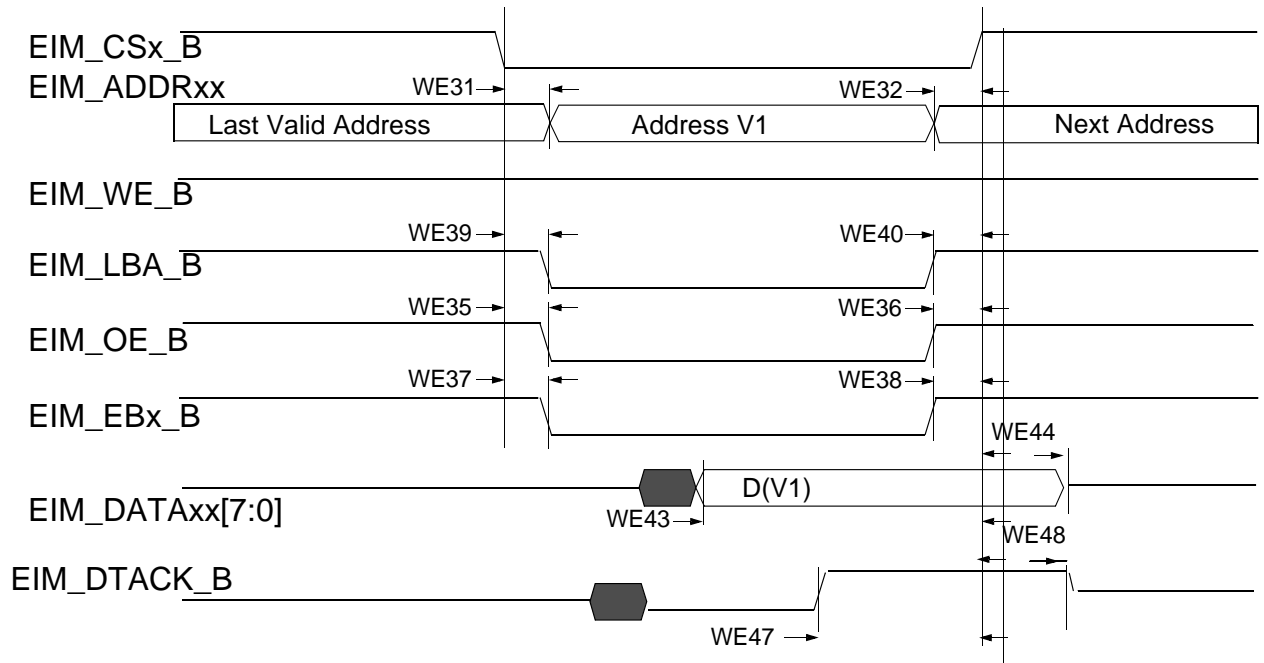 EIM_CSx_B
EIM_ADDRxx WE31 WE32
Last Valid Address Address V1 Next Address
EIM_WE_B
WE39 WE40
EIM_LBA_B
WE35 WE36
EIM_OE_B
WE37 WE38
EIM_EBx_B
WE44
D(V1)
EIM_DATAxx[7:0]
WE43
WE48
EIM_DTACK_B
WE47